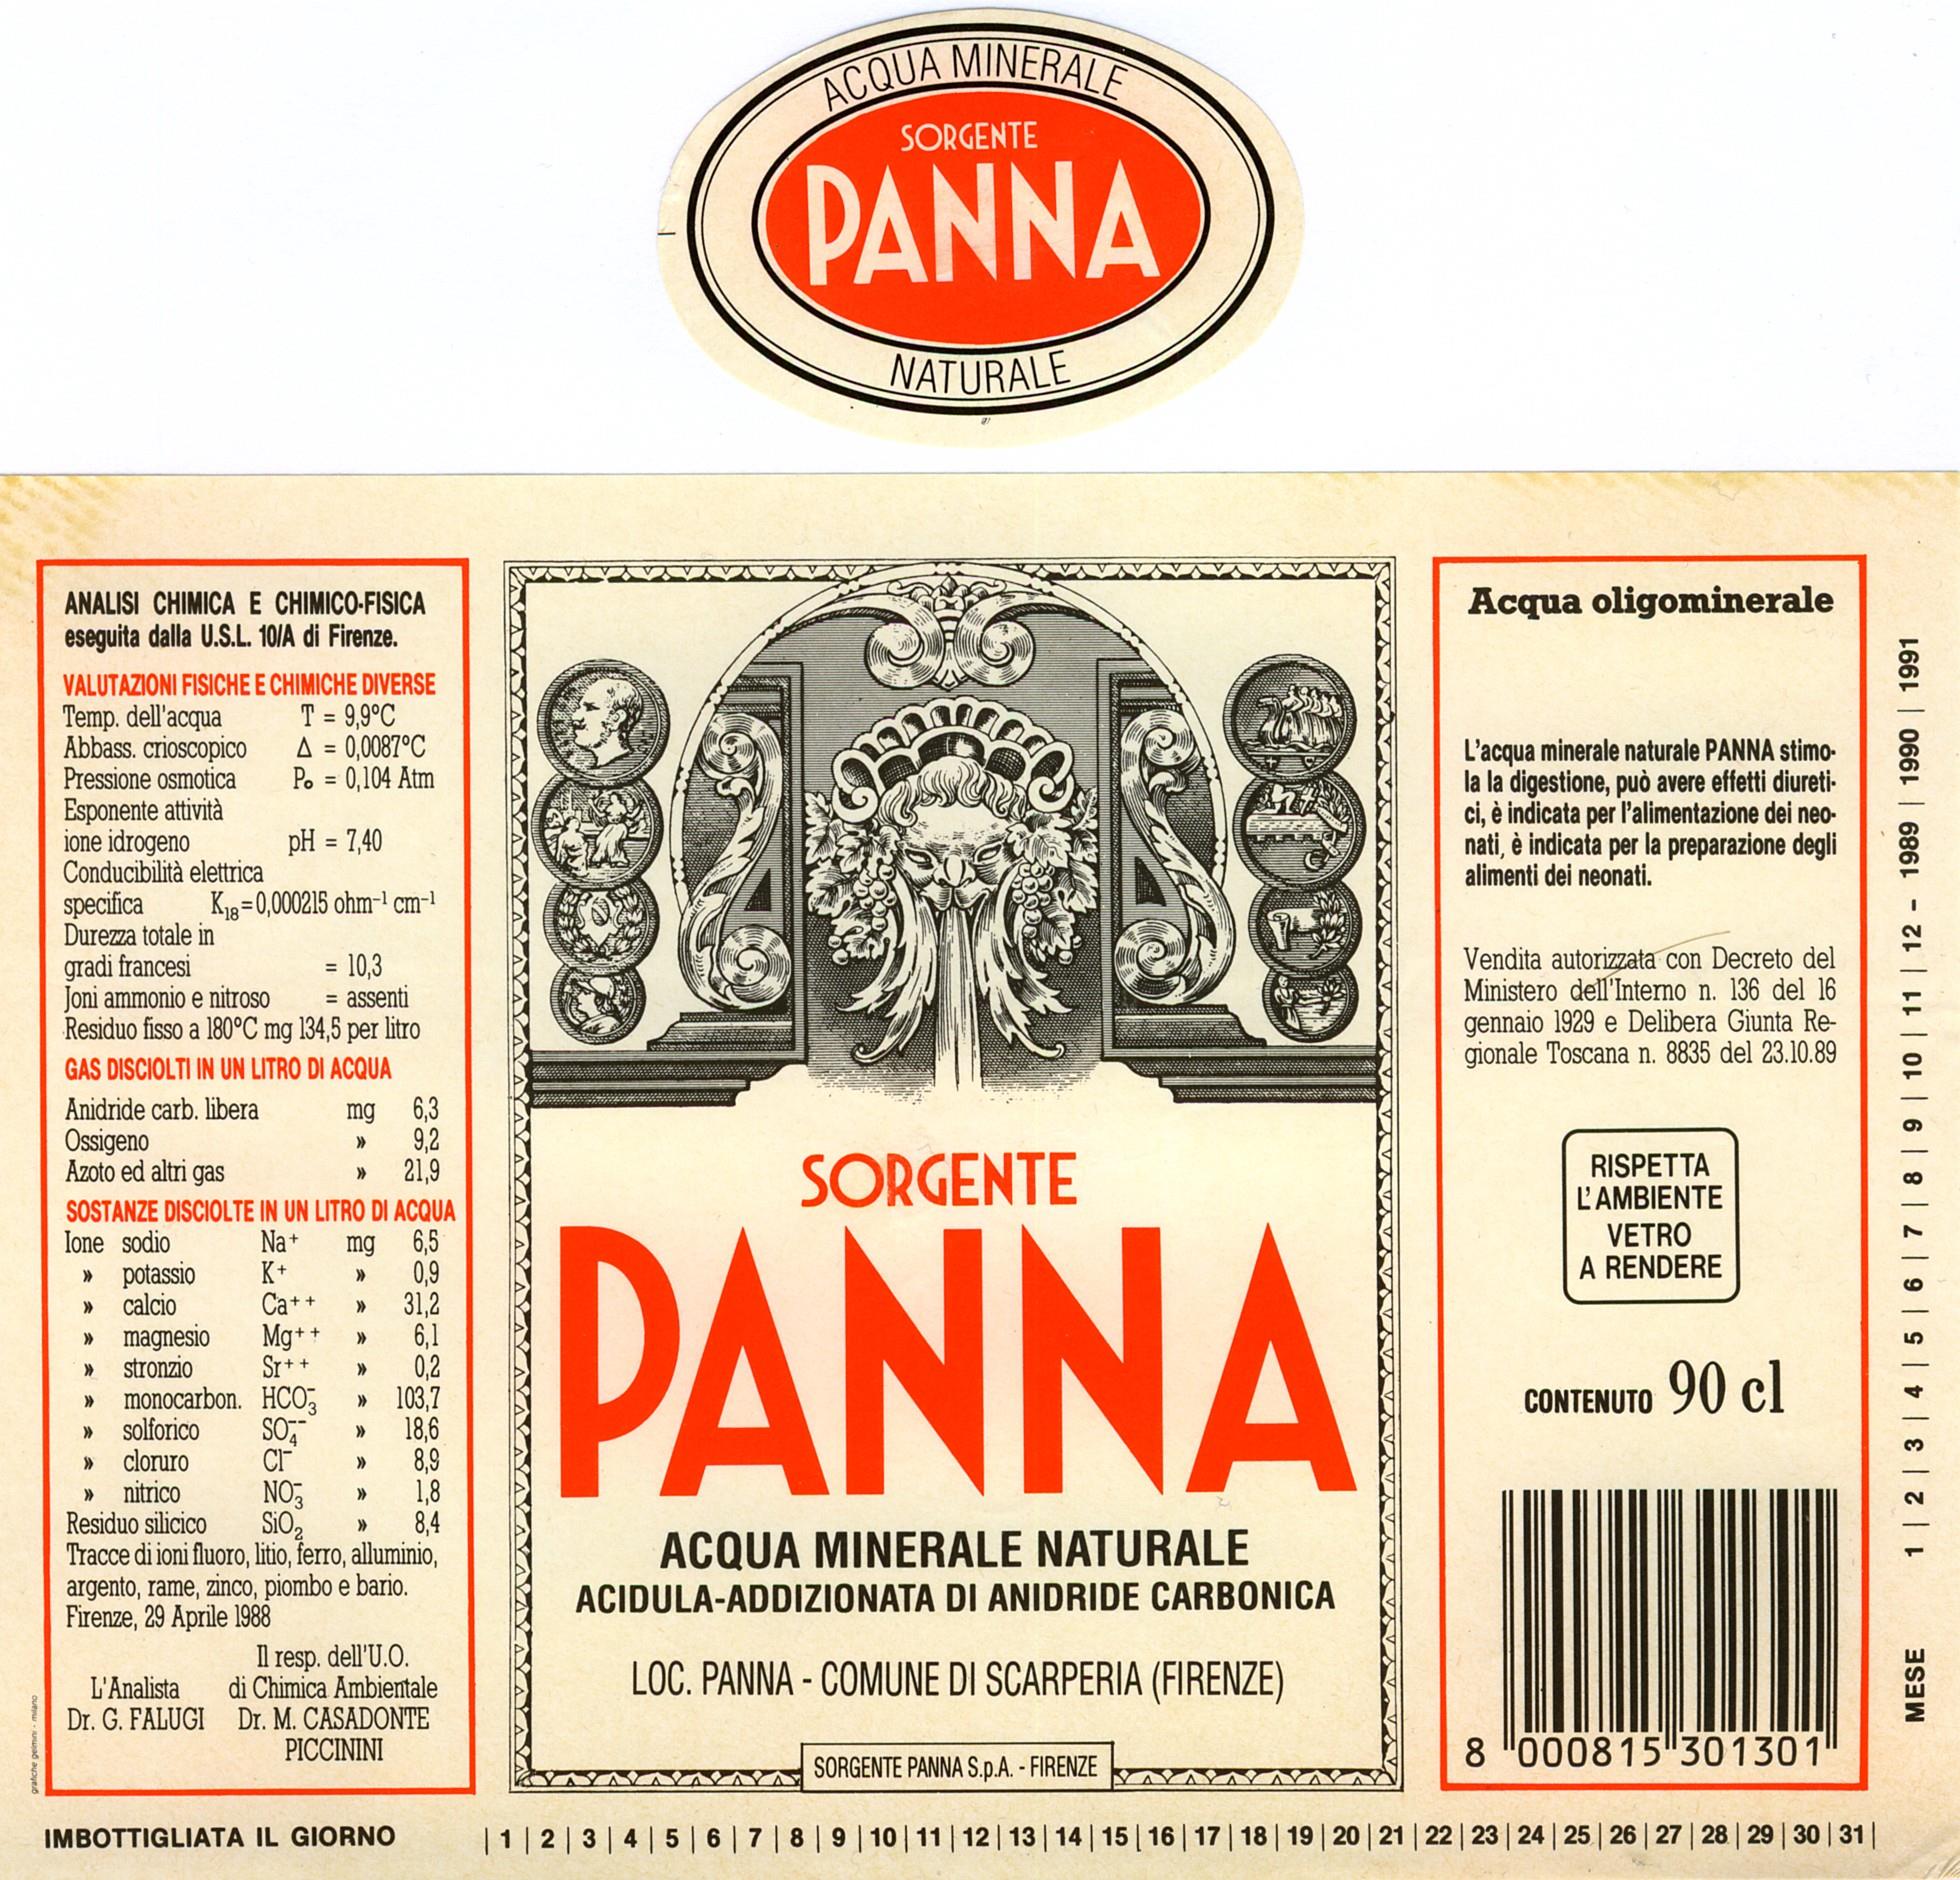 ACQUA MINERALE
SORGENTE
PANNA
NATURALE
ANALISI CHIMICA E CHIMICO-FISICA
eseguita dalla U.S.L. 10/A di Firenze.
VALUTAZIONI FISICHE E CHIMICHE DIVERSE
Temp. dell'acqua T = 9,9°C
Abbass. crioscopico Δ = 0,0087°C
Pressione osmotica Po = 0,104 Atm
Esponente attività
ione idrogeno pH = 7,40
Conducibilità elettrica
specifica K₁₈=0,000215 ohm⁻¹ cm⁻¹
Durezza totale in
gradi francesi = 10,3
Joni ammonio e nitroso = assenti
Residuo fisso a 180°C mg 134,5 per litro
GAS DISCIOLTI IN UN LITRO DI ACQUA
Anidride carb. libera mg 6,3
Ossigeno » 9,2
Azoto ed altri gas » 21,9
SOSTANZE DISCIOLTE IN UN LITRO DI ACQUA
Ione sodio Na⁺ mg 6,5
» potassio K⁺ » 0,9
» calcio Ca⁺⁺ » 31,2
» magnesio Mg⁺⁺ » 6,1
» stronzio Sr⁺⁺ » 0,2
» monocarbon. HCO₃⁻ » 103,7
» solforico SO₄⁻⁻ » 18,6
» cloruro Cl⁻ » 8,9
» nitrico NO₃⁻ » 1,8
Residuo silicico SiO₂ » 8,4
Tracce di ioni fluoro, litio, ferro, alluminio,
argento, rame, zinco, piombo e bario.
Firenze, 29 Aprile 1988
Il resp. dell'U.O.
L'Analista di Chimica Ambientale
Dr. G. FALUGI Dr. M. CASADONTE
PICCININI
grafiche gelmini - milano
SORGENTE
PANNA
ACQUA MINERALE NATURALE
ACIDULA-ADDIZIONATA DI ANIDRIDE CARBONICA
LOC. PANNA - COMUNE DI SCARPERIA (FIRENZE)
SORGENTE PANNA S.p.A. - FIRENZE
Acqua oligominerale
L'acqua minerale naturale PANNA stimo-
la la digestione, può avere effetti diureti-
ci, è indicata per l'alimentazione dei neo-
nati, è indicata per la preparazione degli
alimenti dei neonati.
Vendita autorizzata con Decreto del
Ministero dell'Interno n. 136 del 16
gennaio 1929 e Delibera Giunta Re-
gionale Toscana n. 8835 del 23.10.89
RISPETTA
L'AMBIENTE
VETRO
A RENDERE
CONTENUTO 90 cl
8 000815 301301
MESE 1 | 2 | 3 | 4 | 5 | 6 | 7 | 8 | 9 | 10 | 11 | 12 - 1989 | 1990 | 1991
IMBOTTIGLIATA IL GIORNO | 1 | 2 | 3 | 4 | 5 | 6 | 7 | 8 | 9 | 10 | 11 | 12 | 13 | 14 | 15 | 16 | 17 | 18 | 19 | 20 | 21 | 22 | 23 | 24 | 25 | 26 | 27 | 28 | 29 | 30 | 31 |